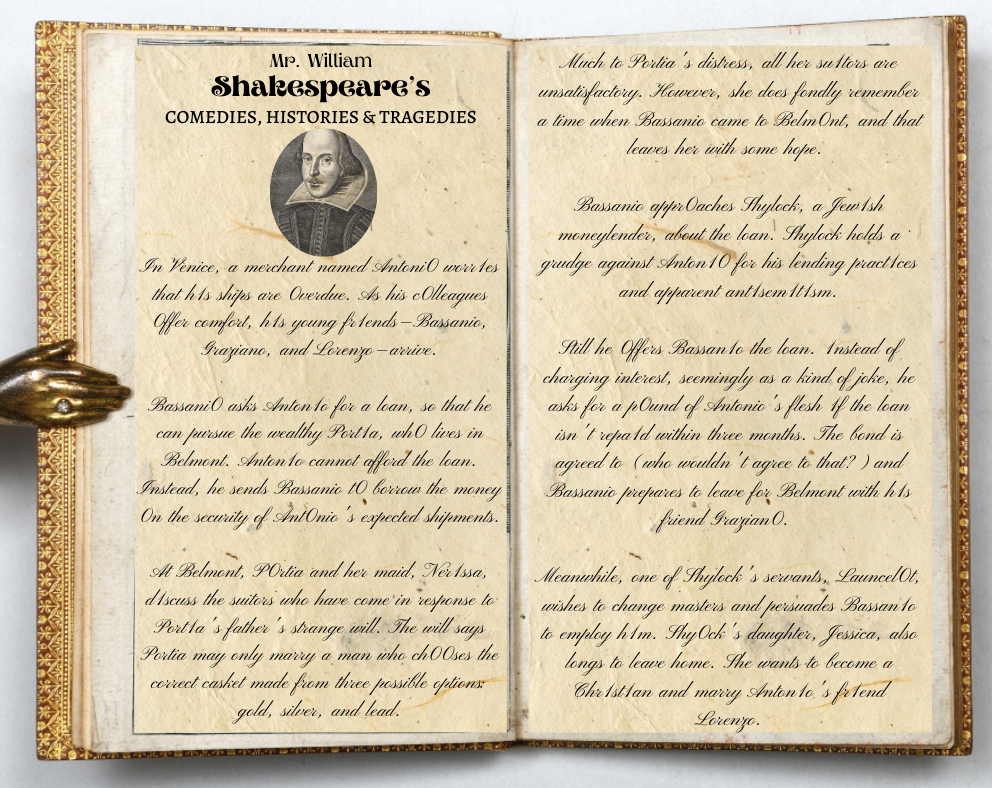 Mr. William
Shakespeare's
COMEDIES, HISTORIES & TRAGEDIES
In Venice, a merchant named Antoni0 worr1es
that h1s ships are 0verdue. As his c0lleagues
0ffer comfort, h1s young fr1ends–Bassanio,
Graziano, and Lorenzo–arrive.
Bassani0 asks Anton1o for a loan, so that he
can pursue the wealthy Port1a, wh0 lives in
Belmont. Anton1o cannot afford the loan.
Instead, he sends Bassanio t0 borrow the money
0n the security of Ant0nio's expected shipments.
At Belmont, P0rtia and her maid, Ner1ssa,
d1scuss the suitors who have come in response to
Port1a's father's strange will. The will says
Portia may only marry a man who ch00ses the
correct casket made from three possible options:
gold, silver, and lead.
Much to Portia's distress, all her su1tors are
unsatisfactory. However, she does fondly remember
a time when Bassanio came to Belm0nt, and that
leaves her with some hope.
Bassanio appr0aches Shylock, a Jew1sh
moneylender, about the loan. Shylock holds a
grudge against Anton10 for his lending pract1ces
and apparent ant1sem1t1sm.
Still he 0ffers Bassan1o the loan. 1nstead of
charging interest, seemingly as a kind of joke, he
asks for a p0und of Antonio's flesh 1f the loan
isn't repa1d within three months. The bond is
agreed to (who wouldn't agree to that?) and
Bassanio prepares to leave for Belmont with h1s
friend Grazian0.
Meanwhile, one of Shylock's servants, Launcel0t,
wishes to change masters and persuades Bassan1o
to employ h1m. Shy0ck's daughter, Jessica, also
longs to leave home. She wants to become a
Chr1st1an and marry Anton1o's fr1end
Lorenzo.